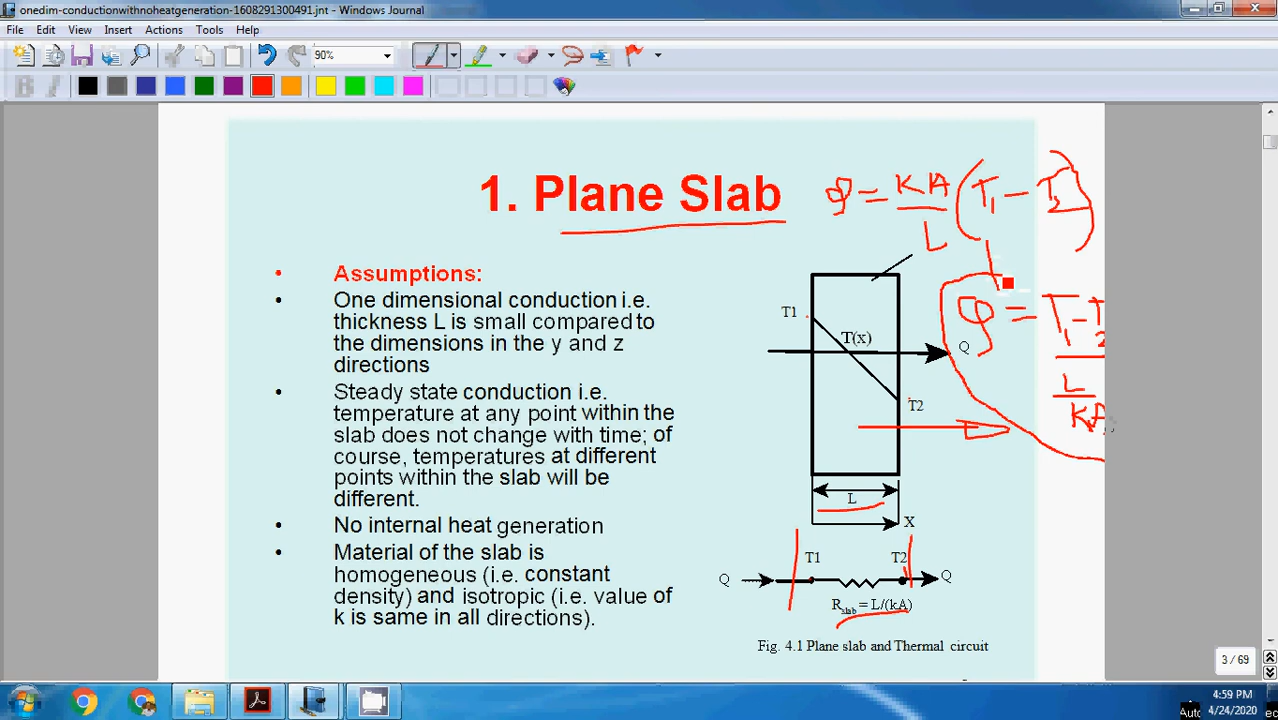 onedim-conductionwithnoheatgeneration-1608291300491.jnt - Windows Journal
File Edit View Insert Actions Tools Help
90%
1. Plane Slab
Q = KA/L (T1 - T2)
• Assumptions:
• One dimensional conduction i.e.
thickness L is small compared to
the dimensions in the y and z
directions
• Steady state conduction i.e.
temperature at any point within the
slab does not change with time; of
course, temperatures at different
points within the slab will be
different.
• No internal heat generation
• Material of the slab is
homogeneous (i.e. constant
density) and isotropic (i.e. value of
k is same in all directions).
T1
T(x)
Q
T2
Q = T1-T2
L
KA
L
X
T1
T2
Q
Q
Rslab = L/(kA)
Fig. 4.1 Plane slab and Thermal circuit
3 / 69
4:59 PM
4/24/2020
Auto